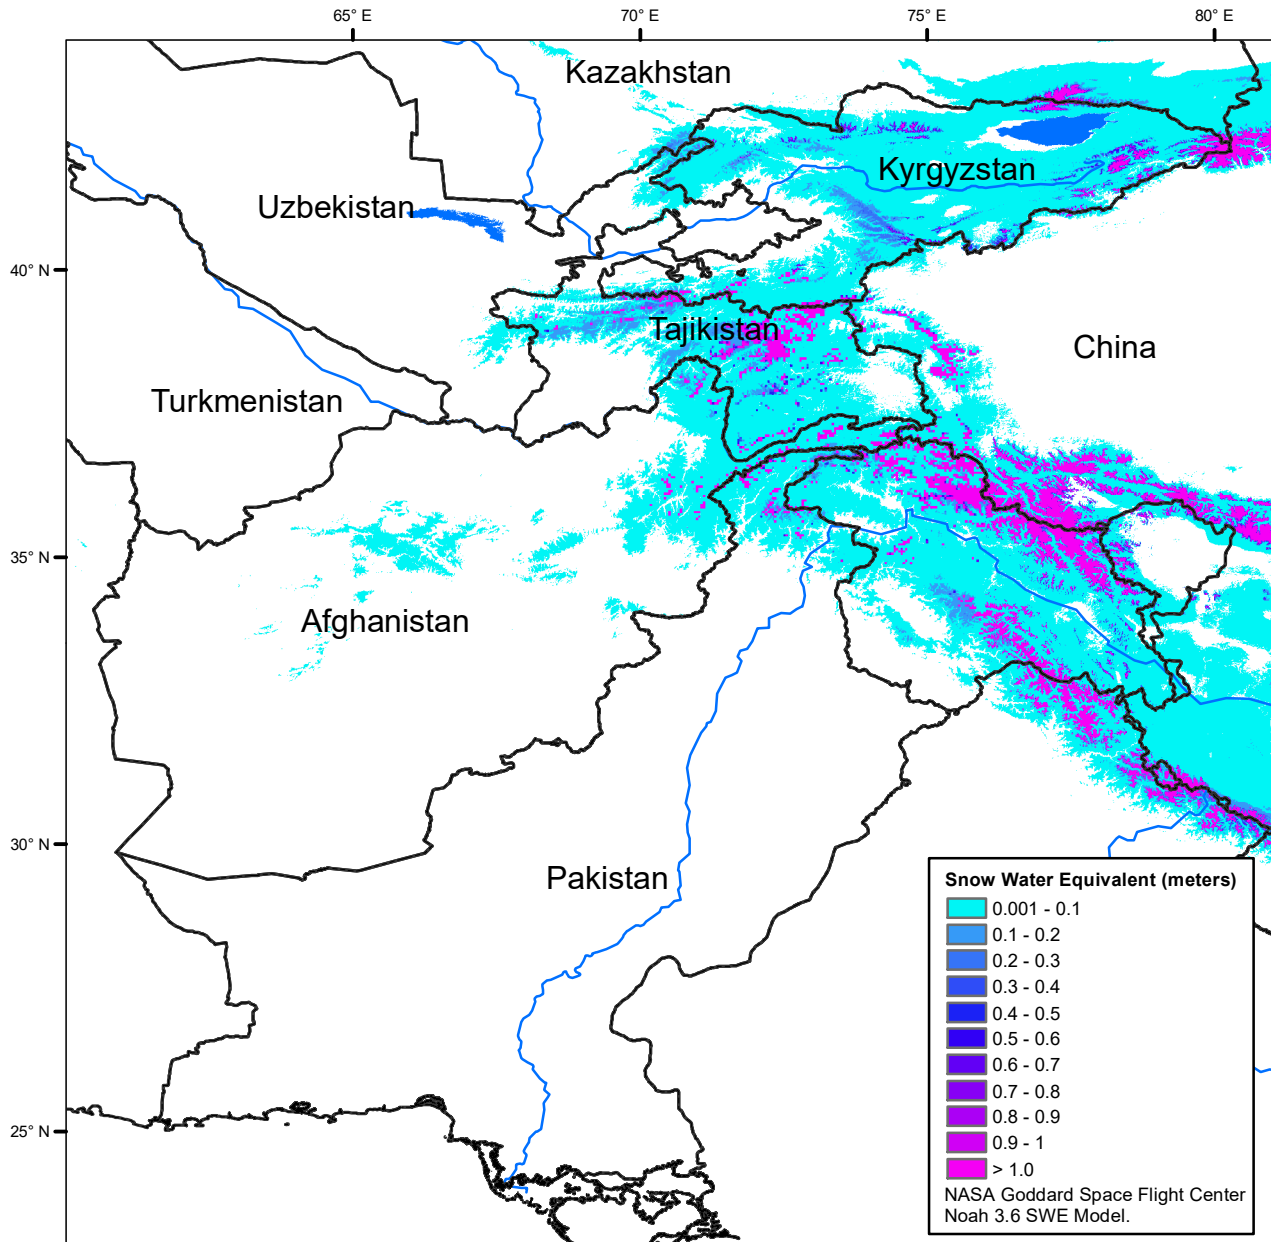 65° E
70° E
75° E
80° E
Kazakhstan
Kyrgyzstan
Uzbekistan
40° N
Tajikistan
China
Turkmenistan
35° N
Afghanistan
30° N
Pakistan
25° N
Snow Water Equivalent (meters)
0.001 - 0.1
0.1 - 0.2
0.2 - 0.3
0.3 - 0.4
0.4 - 0.5
0.5 - 0.6
0.6 - 0.7
0.7 - 0.8
0.8 - 0.9
0.9 - 1
> 1.0
NASA Goddard Space Flight Center
Noah 3.6 SWE Model.